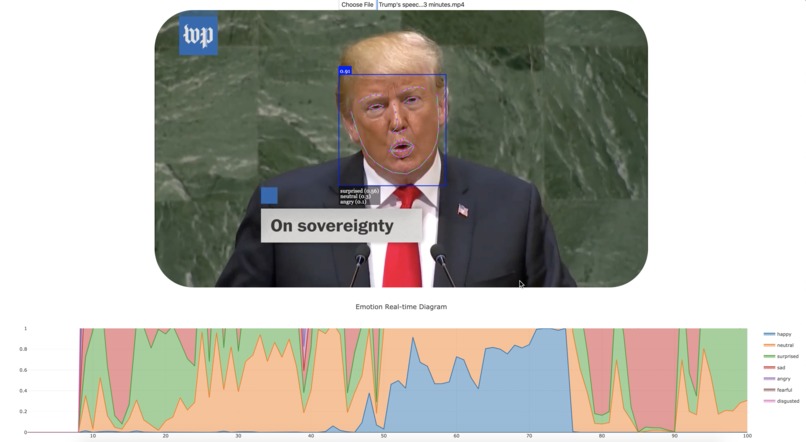 Choose File Trump's speec...3 minutes.mp4
wp
0.91
surprised (0.56)
neutral (0.3)
angry (0.1)
On sovereignty
Emotion Real-time Diagram
1
0.8
0.6
0.4
0.2
0
10 20 30 40 50 60 70 80 90 100
happy
neutral
surprised
sad
angry
fearful
disgusted